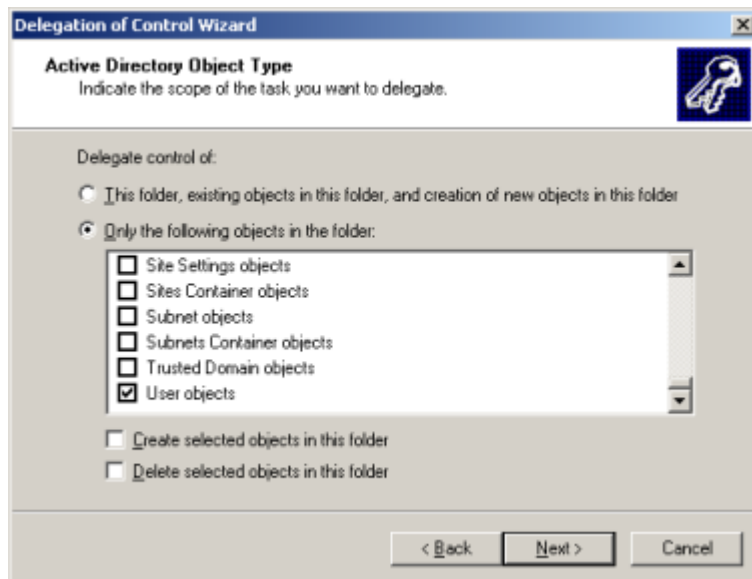 Delegation of Control Wizard
Active Directory Object Type
Indicate the scope of the task you want to delegate.
Delegate control of:
This folder, existing objects in this folder, and creation of new objects in this folder
Only the following objects in the folder:
Site Settings objects
Sites Container objects
Subnet objects
Subnets Container objects
Trusted Domain objects
User objects
Create selected objects in this folder
Delete selected objects in this folder
< Back Next > Cancel